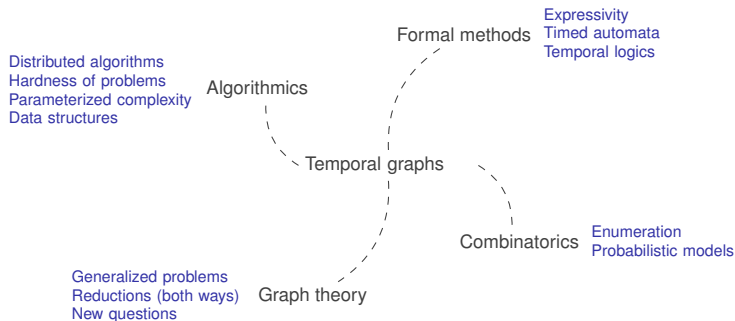 Formal methods
Expressivity
Timed automata
Temporal logics
Distributed algorithms
Hardness of problems
Parameterized complexity
Data structures
Algorithmics
Temporal graphs
Combinatorics
Enumeration
Probabilistic models
Generalized problems
Reductions (both ways)
New questions
Graph theory